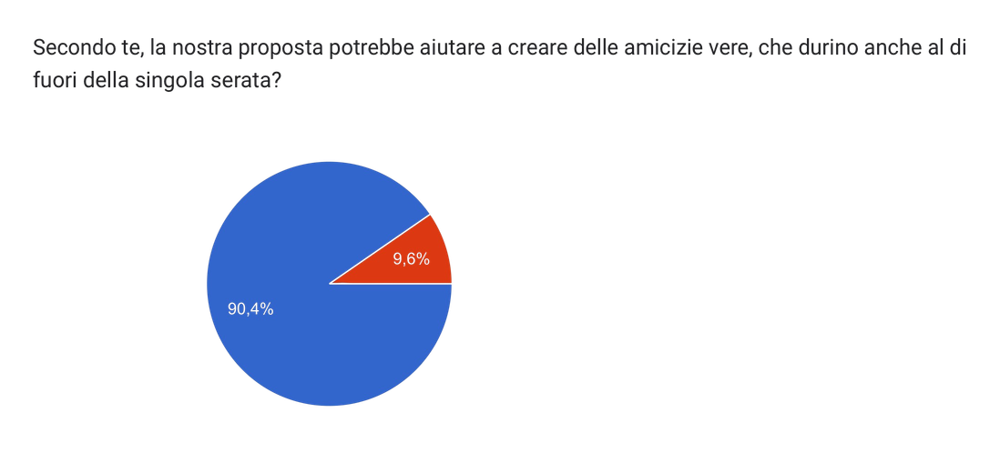 Secondo te, la nostra proposta potrebbe aiutare a creare delle amicizie vere, che durino anche al di
fuori della singola serata?
9,6%
90,4%